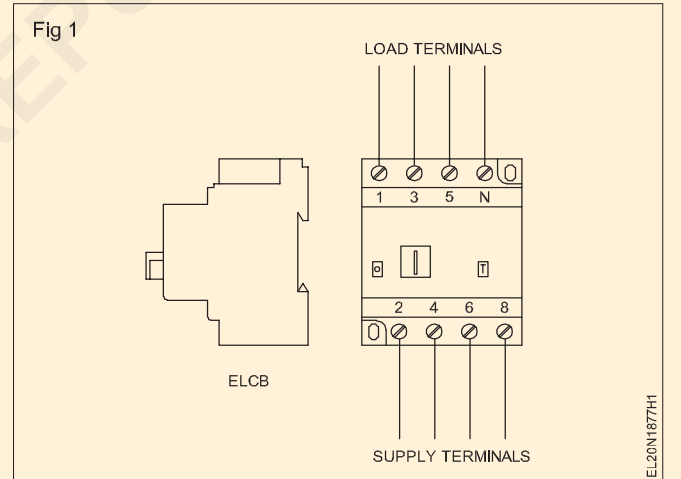 Fig 1
LOAD TERMINALS
1 3 5 N
T
2 4 6 8
ELCB
SUPPLY TERMINALS
EL20N1877H1